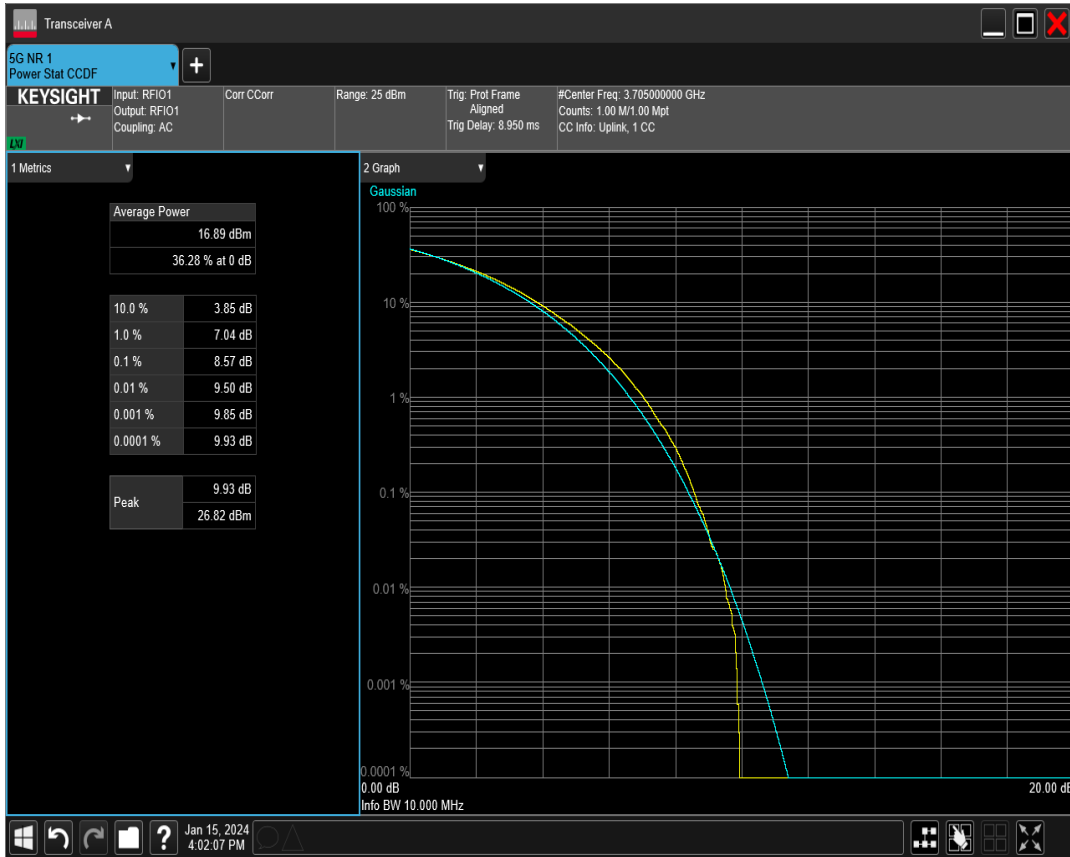 Transceiver A
5G NR 1
Power Stat CCDF
+
KEYSIGHT
LXI
Input: RFIO1
Output: RFIO1
Coupling: AC
Corr CCorr
Range: 25 dBm
Trig: Prot Frame
Aligned
Trig Delay: 8.950 ms
#Center Freq: 3.705000000 GHz
Counts: 1.00 M/1.00 Mpt
CC Info: Uplink, 1 CC
1 Metrics
Average Power
16.89 dBm
36.28 % at 0 dB
10.0 % 3.85 dB
1.0 % 7.04 dB
0.1 % 8.57 dB
0.01 % 9.50 dB
0.001 % 9.85 dB
0.0001 % 9.93 dB
Peak
9.93 dB
26.82 dBm
2 Graph
Gaussian
100 %
10 %
1 %
0.1 %
0.01 %
0.001 %
0.0001 %
0.00 dB 20.00 dB
Info BW 10.000 MHz
?
Jan 15, 2024
4:02:07 PM